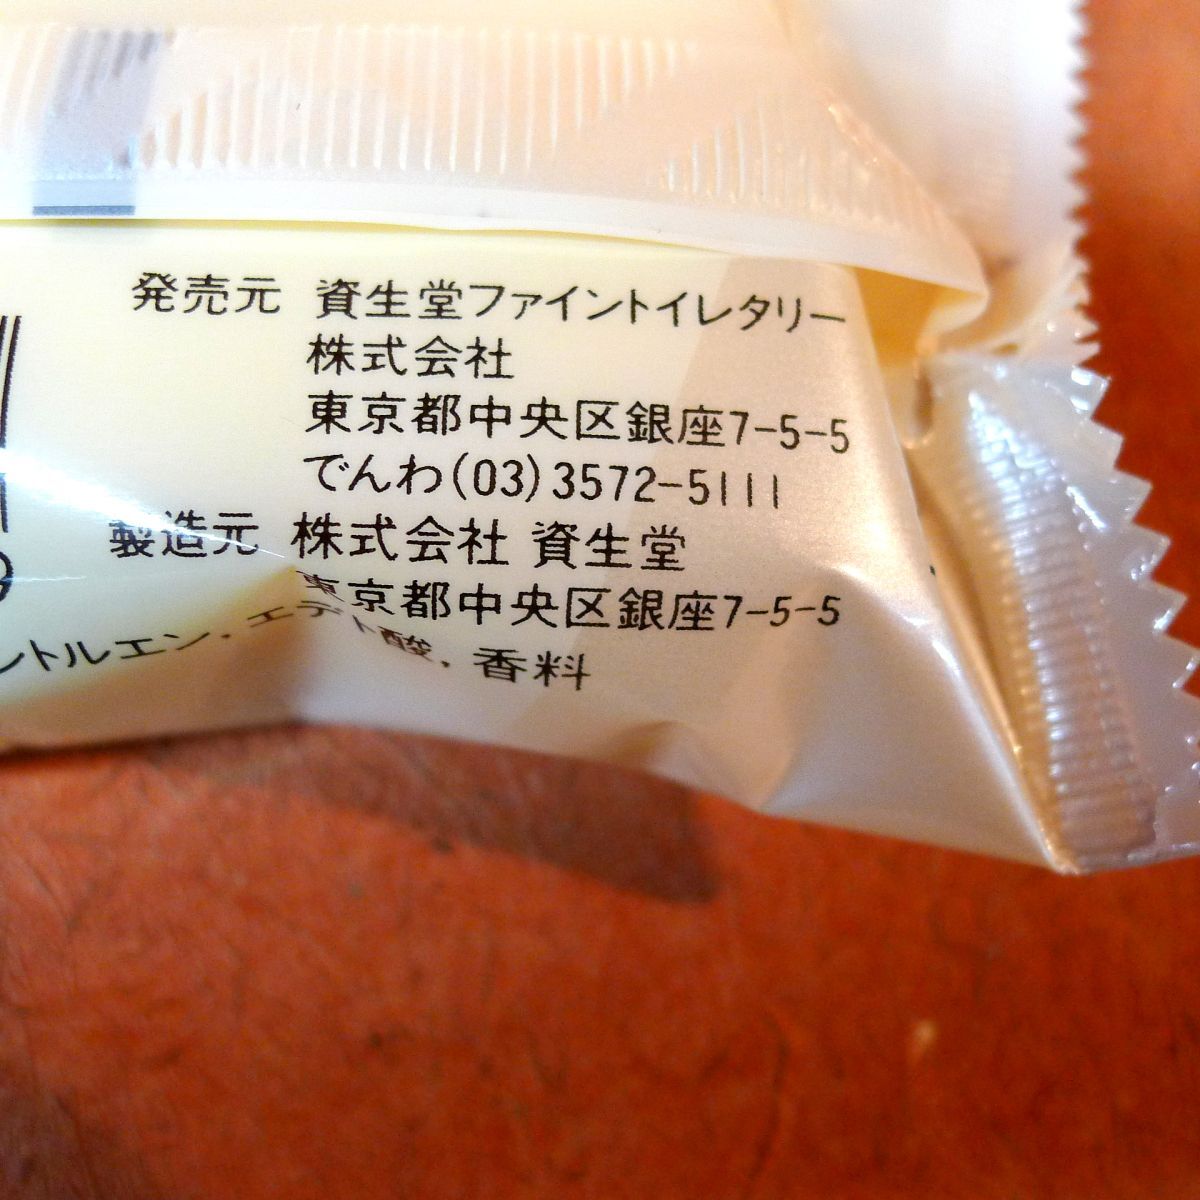 発売元 資生堂ファイントイレタリー
株式会社
東京都中央区銀座7-5-5
でんわ(03)3572-5111
製造元 株式会社 資生堂
東京都中央区銀座7-5-5
ントルエン, エデト酸, 香料